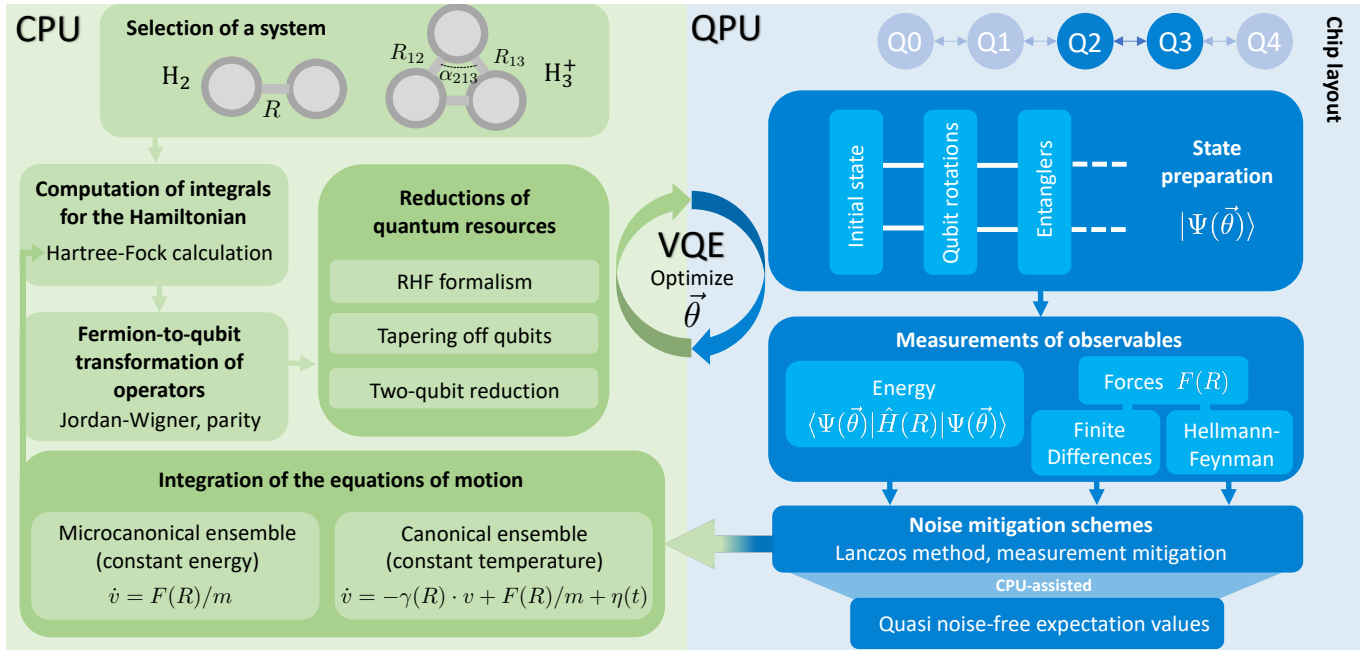 CPU
Selection of a system
H₂
R
R₁₂
R₁₃
α₂₁₃
H₃⁺
Computation of integrals
for the Hamiltonian
Hartree-Fock calculation
Fermion-to-qubit
transformation of
operators
Jordan-Wigner, parity
Reductions of
quantum resources
RHF formalism
Tapering off qubits
Two-qubit reduction
Integration of the equations of motion
Microcanonical ensemble
(constant energy)
v̇ = F(R)/m
Canonical ensemble
(constant temperature)
v̇ = −γ(R) · v + F(R)/m + η(t)
VQE
Optimize
θ⃗
QPU
Q0
Q1
Q2
Q3
Q4
Chip layout
Initial state
Qubit rotations
Entanglers
State
preparation
|Ψ(θ⃗)⟩
Measurements of observables
Energy
⟨Ψ(θ⃗)|Ĥ(R)|Ψ(θ⃗)⟩
Forces F(R)
Finite
Differences
Hellmann-
Feynman
Noise mitigation schemes
Lanczos method, measurement mitigation
CPU-assisted
Quasi noise-free expectation values